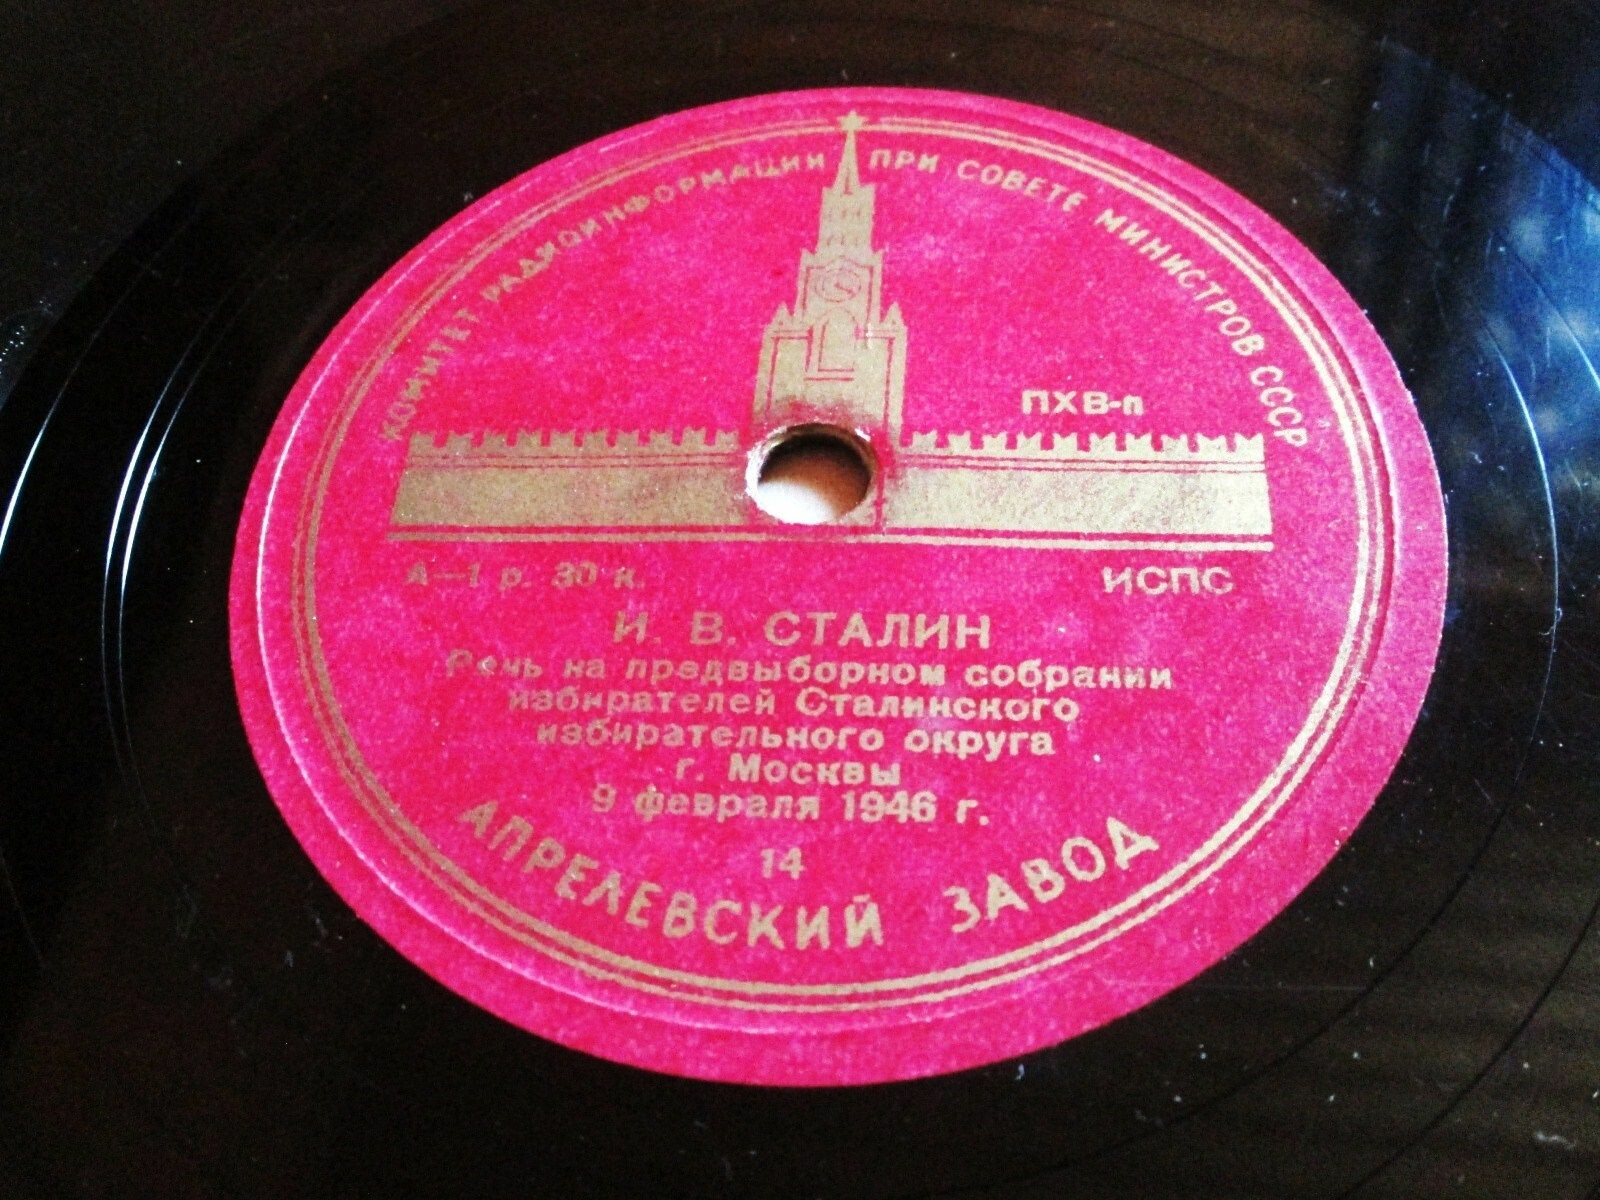 КОМИТЕТ РАДИОИНФОРМАЦИИ ПРИ СОВЕТЕ МИНИСТРОВ СССР
ПХВ-п
А—1 р. 30 к.
ИСПС
И. В. СТАЛИН
Речь на предвыборном собрании
избирателей Сталинского
избирательного округа
г. Москвы
9 февраля 1946 г.
14
АПРЕЛЕВСКИЙ ЗАВОД